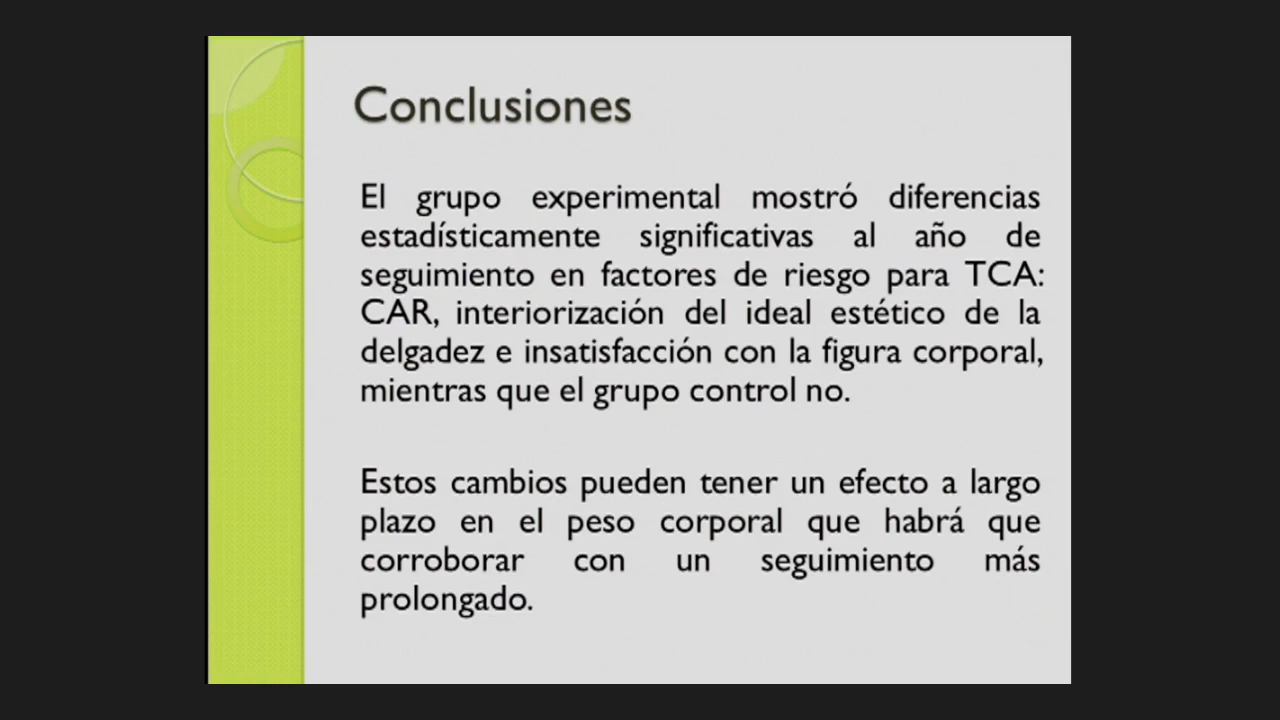 Conclusiones
El grupo experimental mostró diferencias
estadísticamente significativas al año de
seguimiento en factores de riesgo para TCA:
CAR, interiorización del ideal estético de la
delgadez e insatisfacción con la figura corporal,
mientras que el grupo control no.
Estos cambios pueden tener un efecto a largo
plazo en el peso corporal que habrá que
corroborar con un seguimiento más
prolongado.